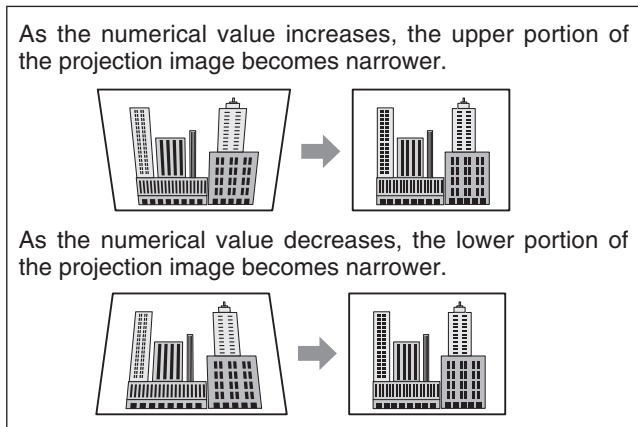 As the numerical value increases, the upper portion of
the projection image becomes narrower.
As the numerical value decreases, the lower portion of
the projection image becomes narrower.